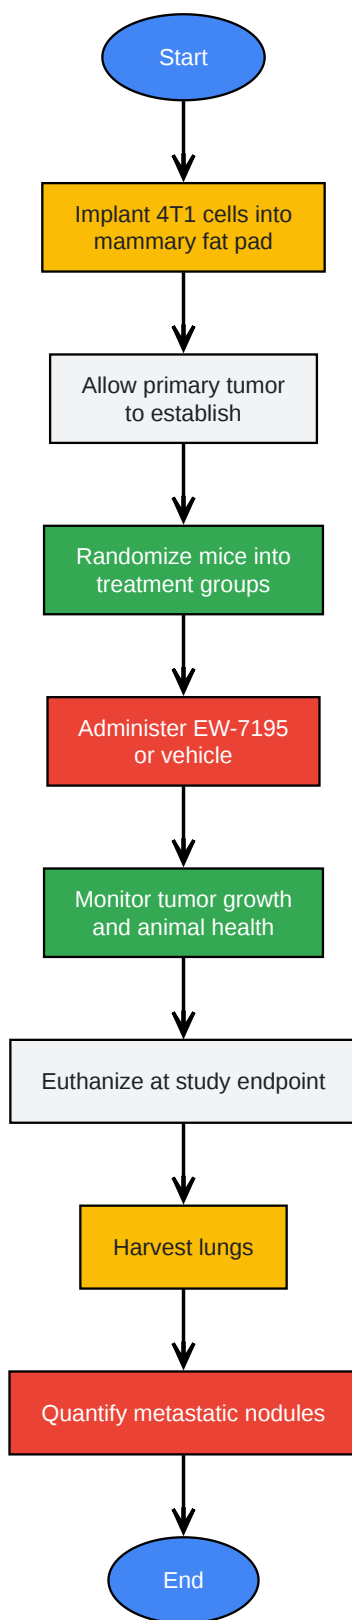 Start
Implant 4T1 cells into
mammary fat pad
Allow primary tumor
to establish
Randomize mice into
treatment groups
Administer EW-7195
or vehicle
Monitor tumor growth
and animal health
Euthanize at study endpoint
Harvest lungs
Quantify metastatic nodules
End